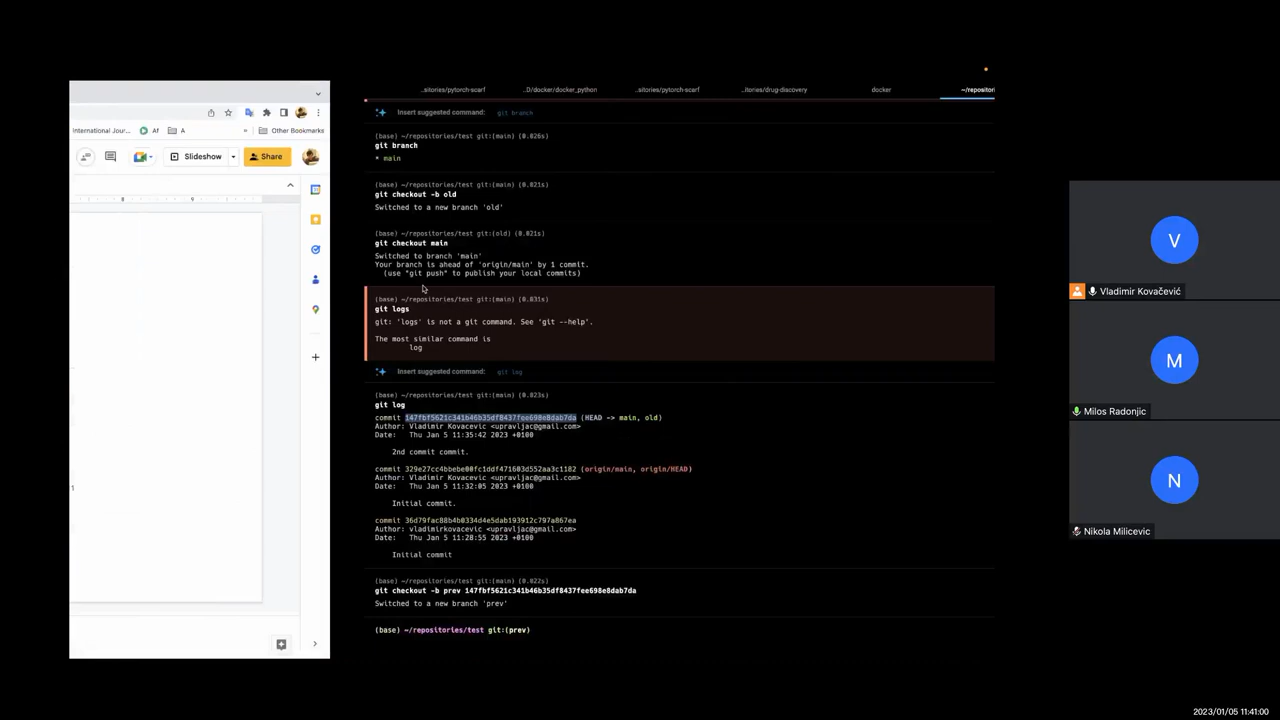 …sitories/pytorch-scarf
…D/docker/docker_python
…sitories/pytorch-scarf
…itories/drug-discovery
docker
~/repositori
International Jour...
Af
A
»
Other Bookmarks
Slideshow
Share
8
9
1
Insert suggested command: git branch
(base) ~/repositories/test git:(main) (0.026s)
git branch
* main
(base) ~/repositories/test git:(main) (0.021s)
git checkout -b old
Switched to a new branch 'old'
(base) ~/repositories/test git:(old) (0.021s)
git checkout main
Switched to branch 'main'
Your branch is ahead of 'origin/main' by 1 commit.
(use "git push" to publish your local commits)
(base) ~/repositories/test git:(main) (0.031s)
git logs
git: 'logs' is not a git command. See 'git --help'.
The most similar command is
log
Insert suggested command: git log
(base) ~/repositories/test git:(main) (0.023s)
git log
commit 147fbf5621c341b46b35df8437fee698e8dab7da (HEAD -> main, old)
Author: Vladimir Kovacevic <upravljac@gmail.com>
Date: Thu Jan 5 11:35:42 2023 +0100
2nd commit commit.
commit 329e27cc4bbebe00fc1ddf471603d552aa3c1182 (origin/main, origin/HEAD)
Author: Vladimir Kovacevic <upravljac@gmail.com>
Date: Thu Jan 5 11:32:05 2023 +0100
Initial commit.
commit 36d79fac88b4b0334d4e5dab193912c797a867ea
Author: vladimirkovacevic <upravljac@gmail.com>
Date: Thu Jan 5 11:28:55 2023 +0100
Initial commit
(base) ~/repositories/test git:(main) (0.022s)
git checkout -b prev 147fbf5621c341b46b35df8437fee698e8dab7da
Switched to a new branch 'prev'
(base) ~/repositories/test git:(prev)
V
Vladimir Kovačević
M
Milos Radonjic
N
Nikola Milicevic
2023/01/05 11:41:00